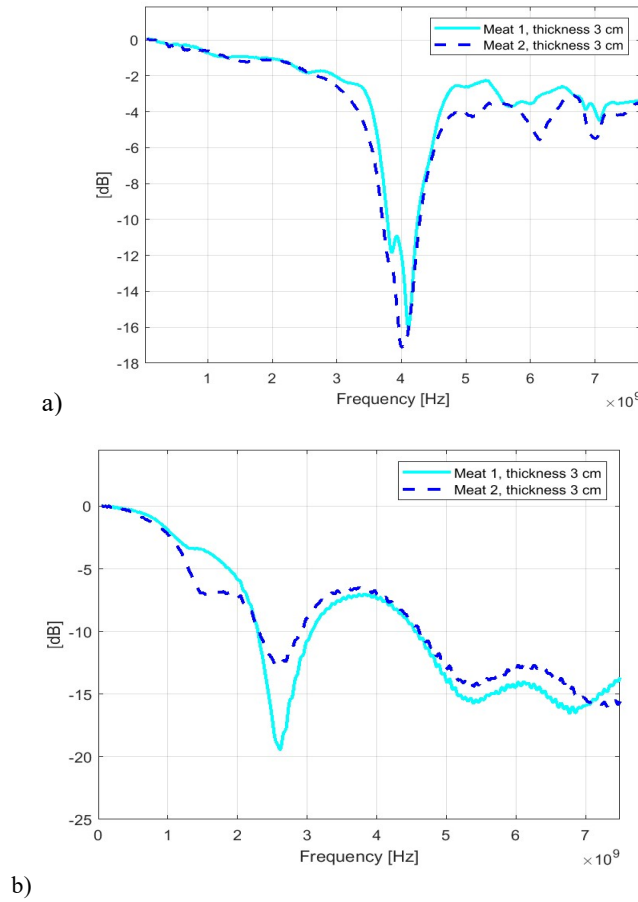 Meat 1, thickness 3 cm
Meat 2, thickness 3 cm
0
-2
-4
-6
-8
-10
-12
-14
-16
-18
[dB]
1 2 3 4 5 6 7
Frequency [Hz]
×10⁹
a)
Meat 1, thickness 3 cm
Meat 2, thickness 3 cm
0
-5
-10
-15
-20
-25
[dB]
0 1 2 3 4 5 6 7
Frequency [Hz]
×10⁹
b)